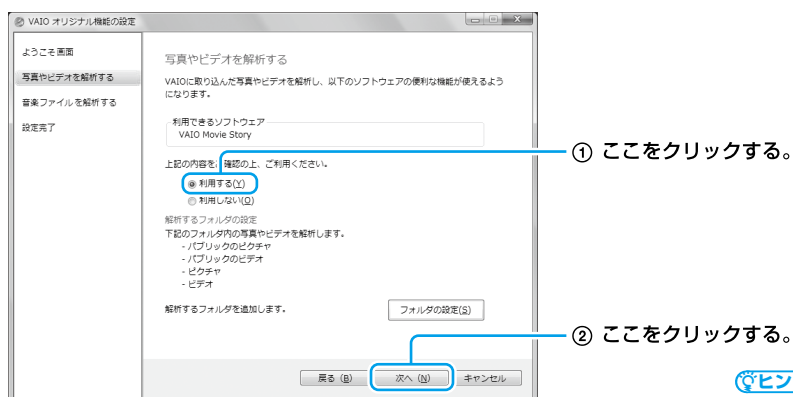 VAIO オリジナル機能の設定
ようこそ画面
写真やビデオを解析する
音楽ファイルを解析する
設定完了
写真やビデオを解析する
VAIOに取り込んだ写真やビデオを解析し、以下のソフトウェアの便利な機能が使えるよう
になります。
利用できるソフトウェア
VAIO Movie Story
上記の内容を 確認の上、ご利用ください。
利用する(Y)
利用しない(O)
解析するフォルダの設定
下記のフォルダ内の写真やビデオを解析します。
- パブリックのピクチャ
- パブリックのビデオ
- ピクチャ
- ビデオ
解析するフォルダを追加します。
フォルダの設定(S)
戻る (B)
次へ (N)
キャンセル
① ここをクリックする。
② ここをクリックする。
ヒン